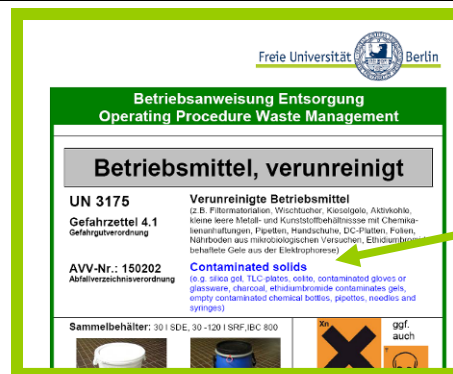 Freie Universität Berlin
Betriebsanweisung Entsorgung
Operating Procedure Waste Management
Betriebsmittel, verunreinigt
UN 3175
Gefahrzettel 4.1
Gefahrgutverordnung
Verunreinigte Betriebsmittel
(z.B. Filtermaterialien, Wischtücher, Kieselgole, Aktivkohle,
kleine leere Metall- und Kunststoffbehältnissse mit Chemika-
lienanhaftungen, Pipetten, Handschuhe, DC-Platten, Folien,
Nährboden aus mikrobiologischen Versuchen, Ethidiumbromid
behaftete Gele aus der Elektrophorese)
AVV-Nr.: 150202
Abfallverzeichnisverordnung
Contaminated solids
(e.g. silica gel, TLC-plates, celite, contaminated gloves or
glassware, charcoal, ethidiumbromide contaminates gels,
empty contaminated chemical bottles, pipettes, needles and
syringes)
Sammelbehälter: 30 l SDE, 30 -120 l SRF, IBC 800
Xn
ggf.
auch
T